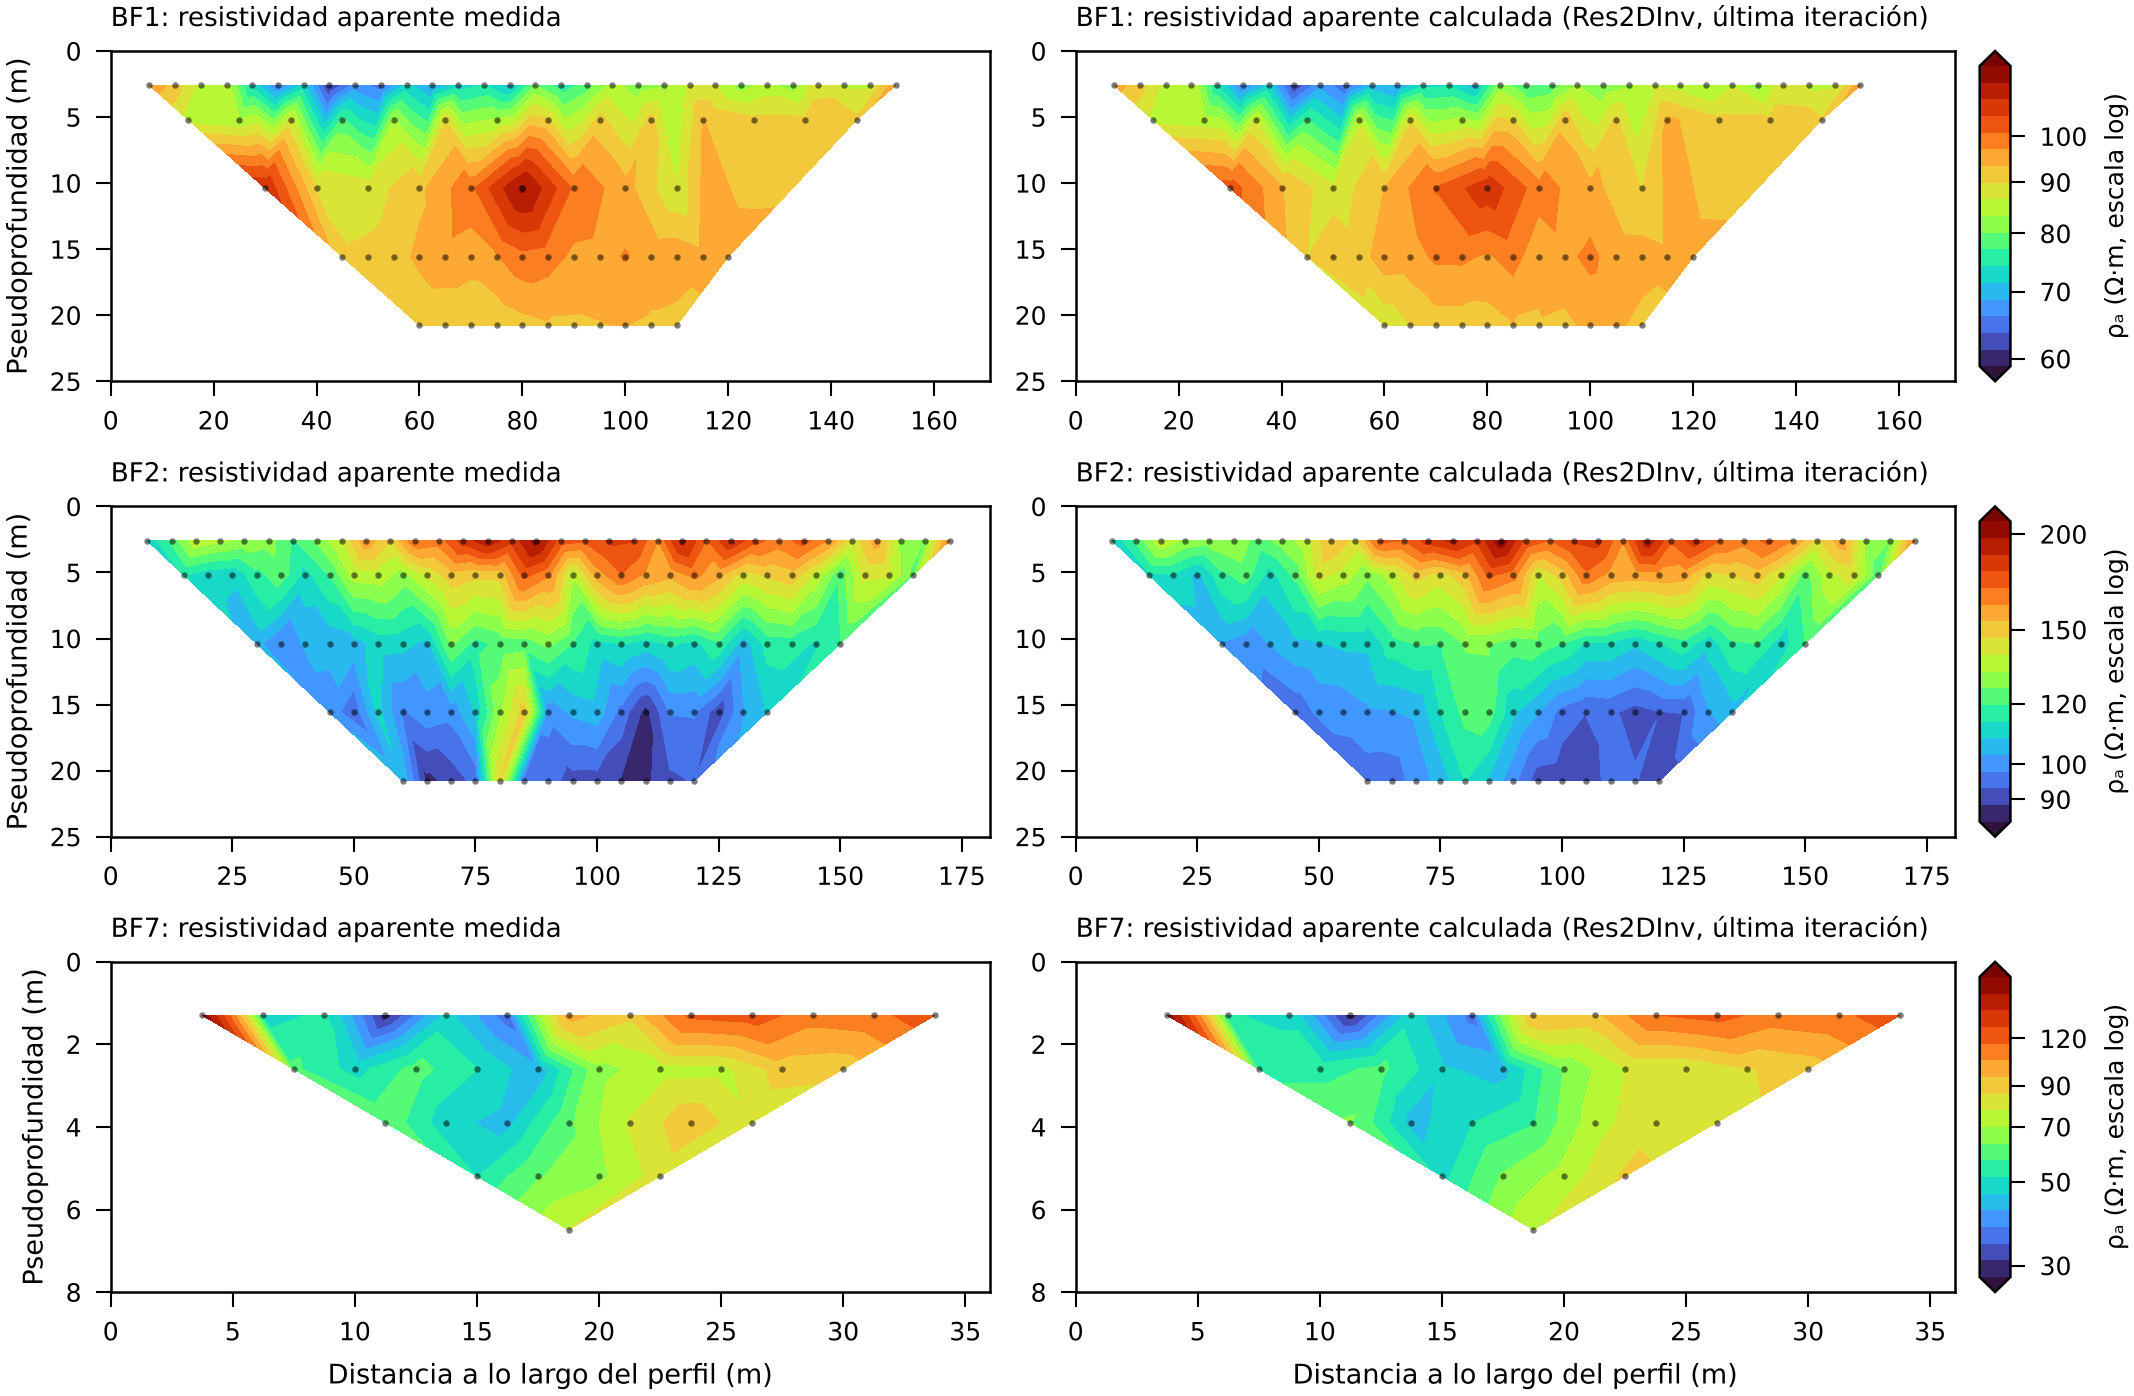 BF1: resistividad aparente medida
BF1: resistividad aparente calculada (Res2DInv, última iteración)
Pseudoprofundidad (m)
0
5
10
15
20
25
0 20 40 60 80 100 120 140 160
0
5
10
15
20
25
0 20 40 60 80 100 120 140 160
100
90
80
70
60
ρₐ (Ω·m, escala log)
BF2: resistividad aparente medida
BF2: resistividad aparente calculada (Res2DInv, última iteración)
Pseudoprofundidad (m)
0
5
10
15
20
25
0 25 50 75 100 125 150 175
0
5
10
15
20
25
0 25 50 75 100 125 150 175
200
150
120
100
90
ρₐ (Ω·m, escala log)
BF7: resistividad aparente medida
BF7: resistividad aparente calculada (Res2DInv, última iteración)
Pseudoprofundidad (m)
0
2
4
6
8
0 5 10 15 20 25 30 35
Distancia a lo largo del perfil (m)
0
2
4
6
8
0 5 10 15 20 25 30 35
Distancia a lo largo del perfil (m)
120
90
70
50
30
ρₐ (Ω·m, escala log)